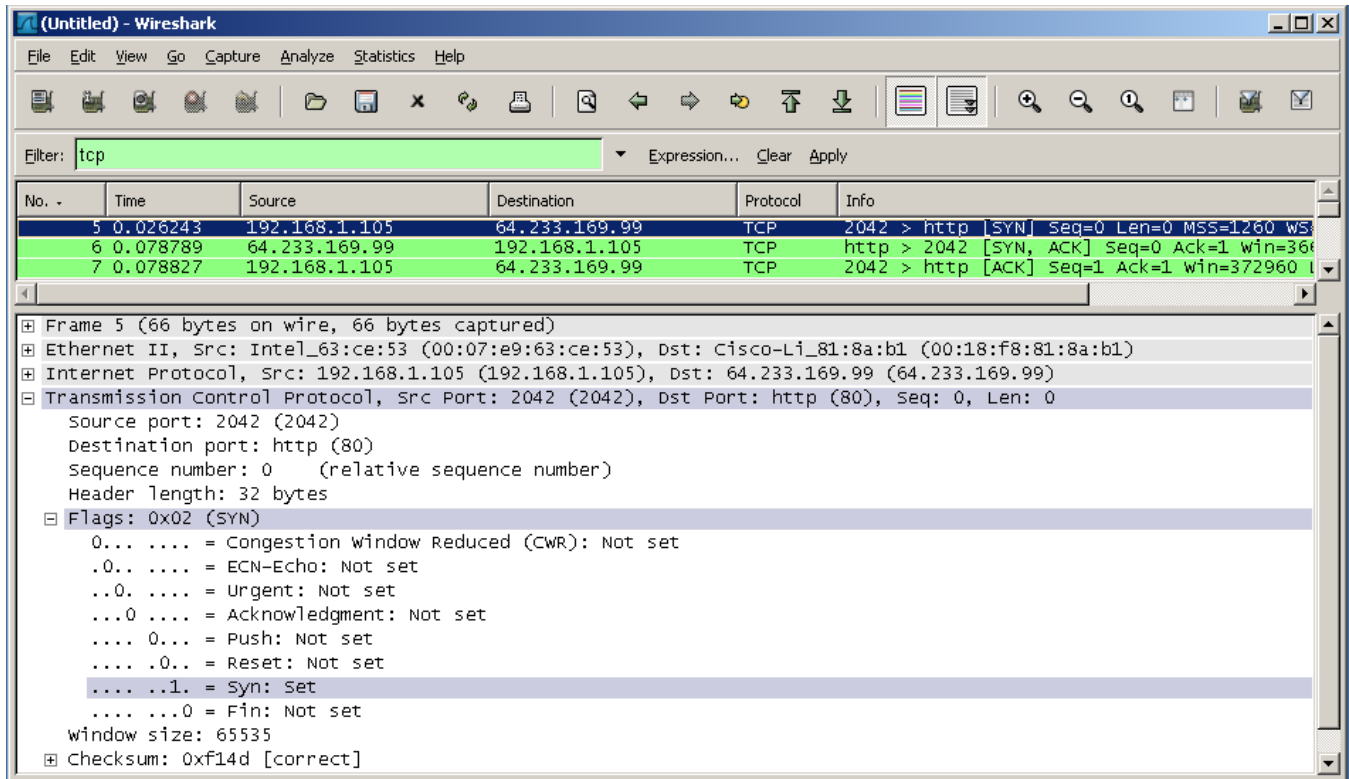 (Untitled) - Wireshark
File Edit View Go Capture Analyze Statistics Help
Filter: tcp Expression... Clear Apply
No. Time Source Destination Protocol Info
5 0.026243 192.168.1.105 64.233.169.99 TCP 2042 > http [SYN] Seq=0 Len=0 MSS=1260 WS
6 0.078789 64.233.169.99 192.168.1.105 TCP http > 2042 [SYN, ACK] Seq=0 Ack=1 Win=366
7 0.078827 192.168.1.105 64.233.169.99 TCP 2042 > http [ACK] Seq=1 Ack=1 Win=372960 L
Frame 5 (66 bytes on wire, 66 bytes captured)
Ethernet II, Src: Intel_63:ce:53 (00:07:e9:63:ce:53), Dst: Cisco-Li_81:8a:b1 (00:18:f8:81:8a:b1)
Internet Protocol, Src: 192.168.1.105 (192.168.1.105), Dst: 64.233.169.99 (64.233.169.99)
Transmission Control Protocol, Src Port: 2042 (2042), Dst Port: http (80), Seq: 0, Len: 0
Source port: 2042 (2042)
Destination port: http (80)
Sequence number: 0 (relative sequence number)
Header length: 32 bytes
Flags: 0x02 (SYN)
0... .... = Congestion Window Reduced (CWR): Not set
.0.. .... = ECN-Echo: Not set
..0. .... = Urgent: Not set
...0 .... = Acknowledgment: Not set
.... 0... = Push: Not set
.... .0.. = Reset: Not set
.... ..1. = Syn: Set
.... ...0 = Fin: Not set
Window size: 65535
Checksum: 0xf14d [correct]